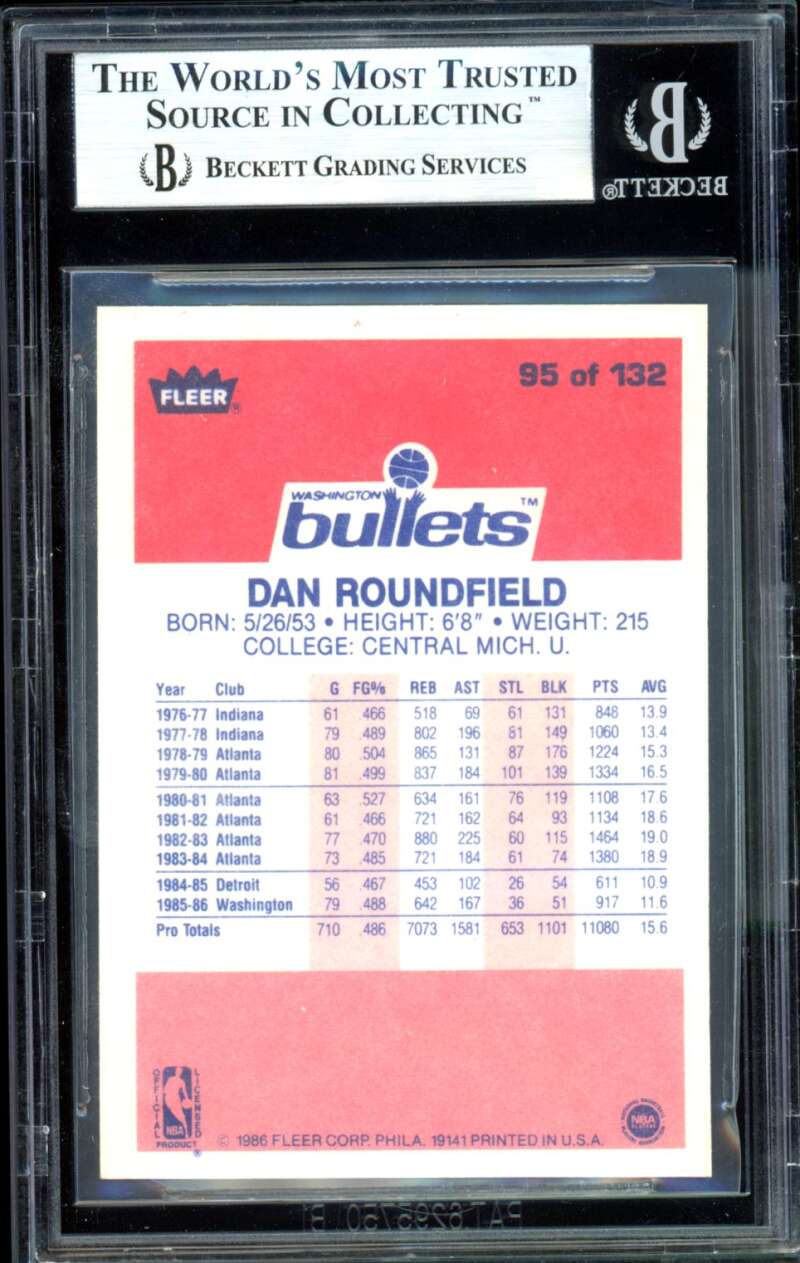 THE WORLD'S MOST TRUSTED
SOURCE IN COLLECTING™
B BECKETT GRADING SERVICES
B
BECKETT®
FLEER
95 of 132
WASHINGTON
bullets™
DAN ROUNDFIELD
BORN: 5/26/53 • HEIGHT: 6'8" • WEIGHT: 215
COLLEGE: CENTRAL MICH. U.
Year Club G FG% REB AST STL BLK PTS AVG
1976-77 Indiana 61 .466 518 69 61 131 848 13.9
1977-78 Indiana 79 .489 802 196 81 149 1060 13.4
1978-79 Atlanta 80 .504 865 131 87 176 1224 15.3
1979-80 Atlanta 81 .499 837 184 101 139 1334 16.5
1980-81 Atlanta 63 .527 634 161 76 119 1108 17.6
1981-82 Atlanta 61 .466 721 162 64 93 1134 18.6
1982-83 Atlanta 77 .470 880 225 60 115 1464 19.0
1983-84 Atlanta 73 .485 721 184 61 74 1380 18.9
1984-85 Detroit 56 .467 453 102 26 54 611 10.9
1985-86 Washington 79 .488 642 167 36 51 917 11.6
Pro Totals 710 .486 7073 1581 653 1101 11080 15.6
OFFICIAL LICENSED
NBA
PRODUCT
© 1986 FLEER CORP. PHILA. 19141 PRINTED IN U.S.A.
NBA
PLAYERS
PAT 6295750 B